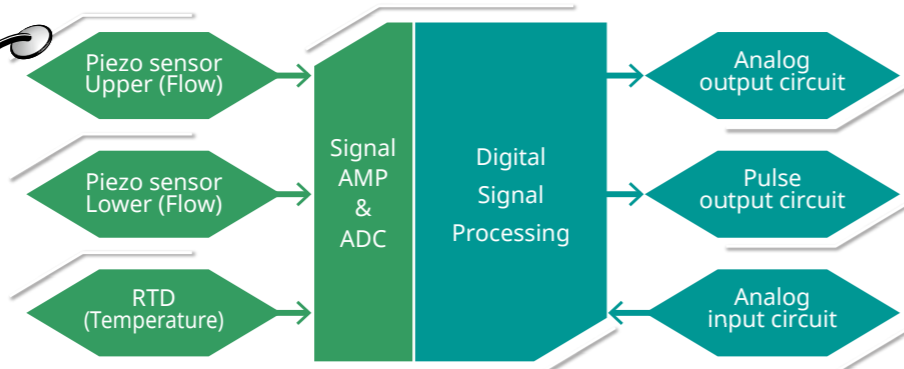 Piezo sensor
Upper (Flow)
Piezo sensor
Lower (Flow)
RTD
(Temperature)
Signal
AMP
&
ADC
Digital
Signal
Processing
Analog
output circuit
Pulse
output circuit
Analog
input circuit